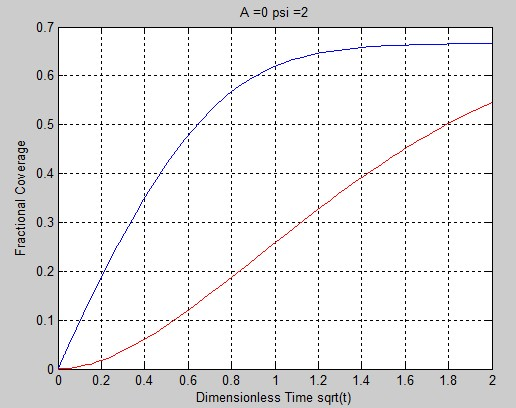 A =0 psi =2
0.7
0.6
0.5
0.4
0.3
0.2
0.1
0
Fractional Coverage
0 0.2 0.4 0.6 0.8 1 1.2 1.4 1.6 1.8 2
Dimensionless Time sqrt(t)